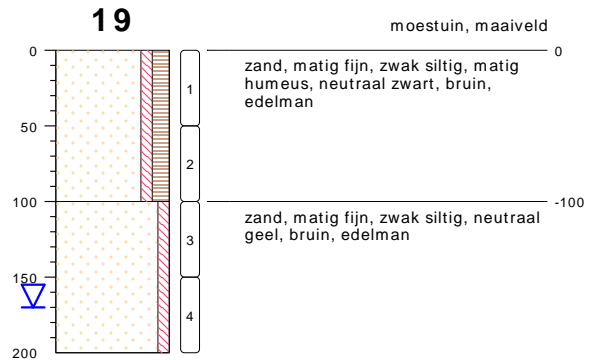 19
moestuin, maaiveld
0
0
zand, matig fijn, zwak siltig, matig
humeus, neutraal zwart, bruin,
edelman
1
50
2
100
-100
zand, matig fijn, zwak siltig, neutraal
geel, bruin, edelman
3
150
4
200